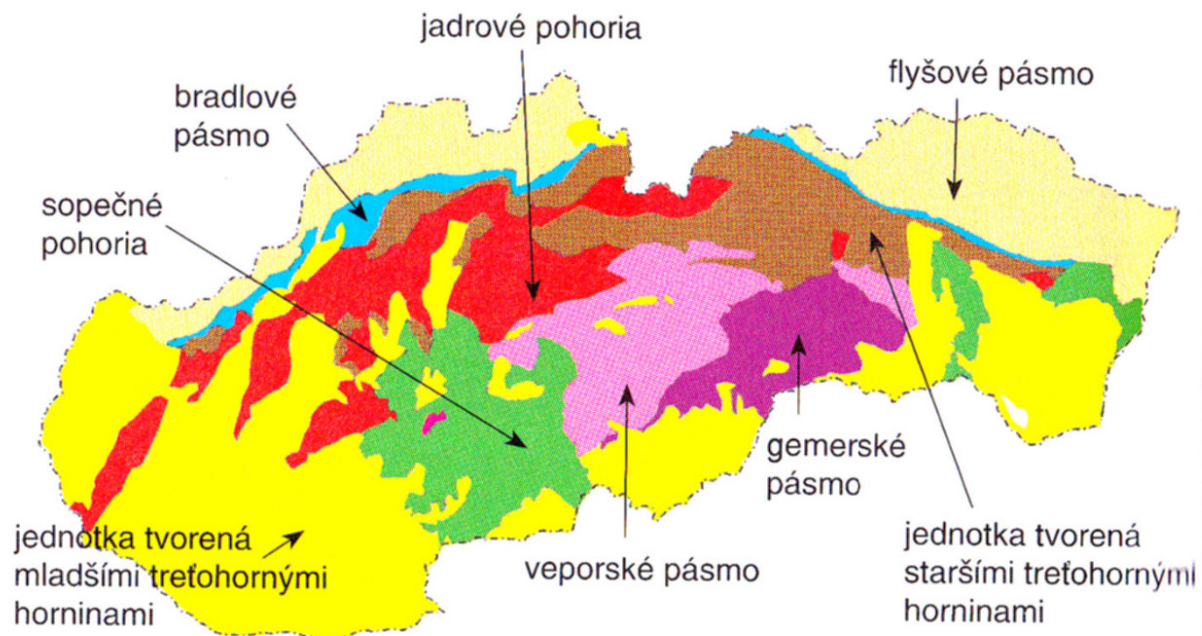 jadrové pohoria
flyšové pásmo
bradlové
pásmo
sopečné
pohoria
gemerské
pásmo
jednotka tvorená
mladšími treťohornými
horninami
veporské pásmo
jednotka tvorená
staršími treťohornými
horninami